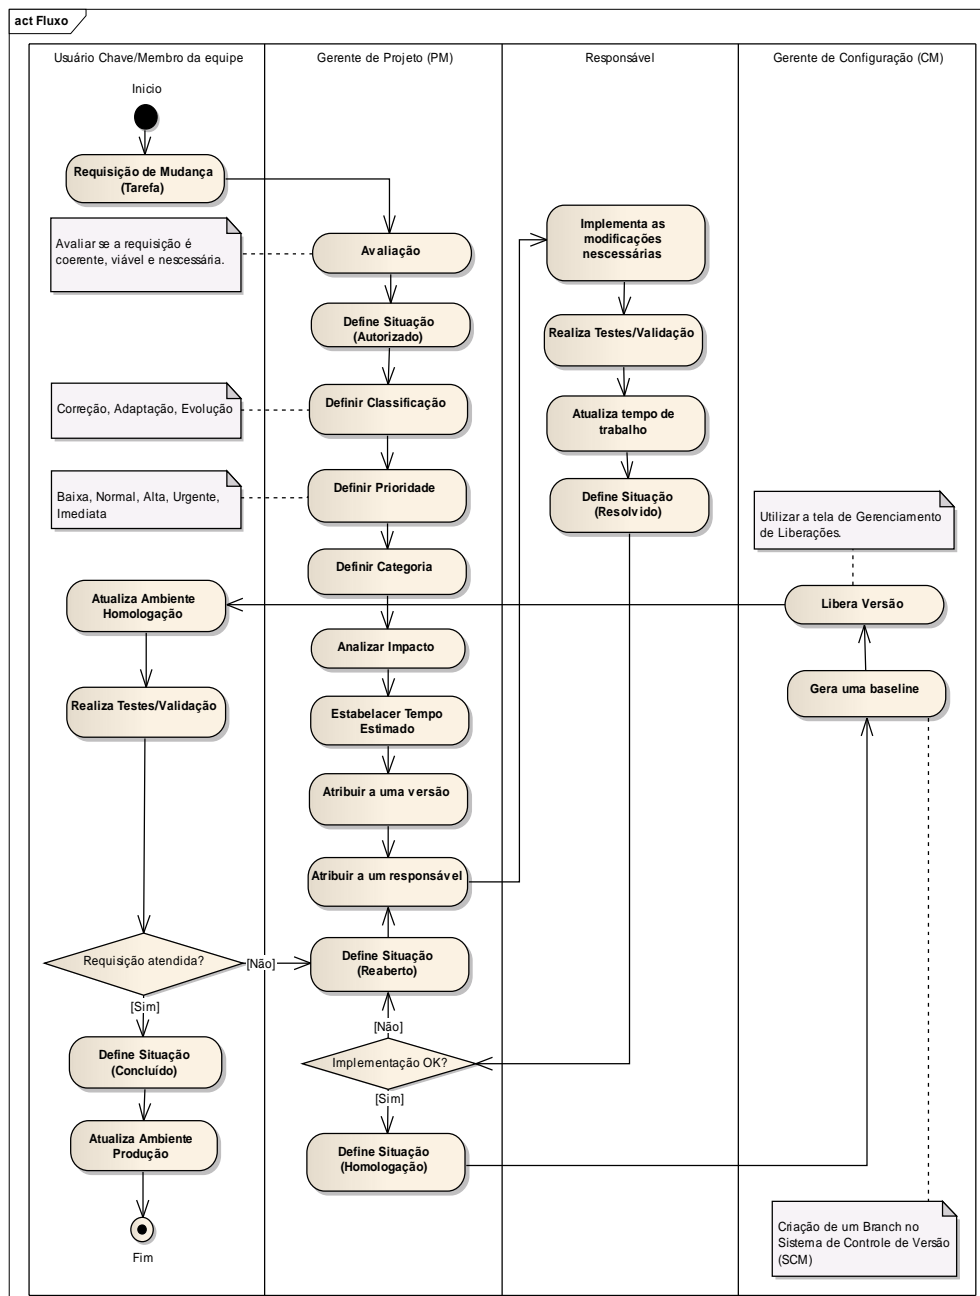 act Fluxo
Usuário Chave/Membro da equipe
Gerente de Projeto (PM)
Responsável
Gerente de Configuração (CM)
Inicio
Requisição de Mudança
(Tarefa)
Avaliar se a requisição é
coerente, viável e nescessária.
Avaliação
Define Situação
(Autorizado)
Correção, Adaptação, Evolução
Definir Classificação
Baixa, Normal, Alta, Urgente,
Imediata
Definir Prioridade
Definir Categoria
Analizar Impacto
Estabelacer Tempo
Estimado
Atribuir a uma versão
Atribuir a um responsável
Implementa as
modificações
nescessárias
Realiza Testes/Validação
Atualiza tempo de
trabalho
Define Situação
(Resolvido)
Implementação OK?
[Não]
Define Situação
(Reaberto)
[Sim]
Define Situação
(Homologação)
Gera uma baseline
Criação de um Branch no
Sistema de Controle de Versão
(SCM)
Libera Versão
Utilizar a tela de Gerenciamento
de Liberações.
Atualiza Ambiente
Homologação
Realiza Testes/Validação
Requisição atendida?
[Não]
[Sim]
Define Situação
(Concluído)
Atualiza Ambiente
Produção
Fim